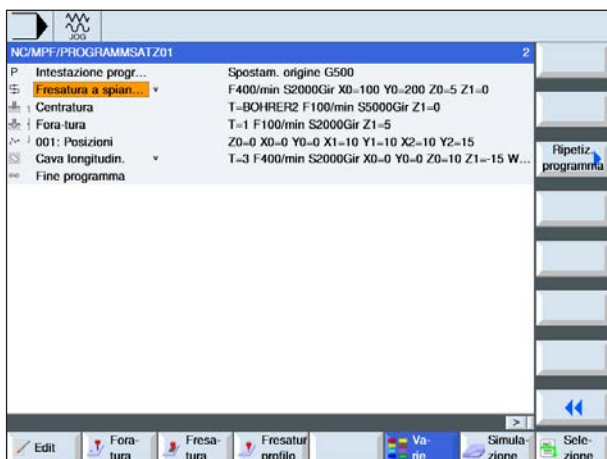 JOG
NC/MPF/PROGRAMMSATZ01 2
P Intestazione progr... Spostam. origine G500
Fresatura a spian... F400/min S2000Gir X0=100 Y0=200 Z0=5 Z1=0
Centratura T=BOHRER2 F100/min S5000Gir Z1=0
Fora-tura T=1 F100/min S2000Gir Z1=5
001: Posizioni Z0=0 X0=0 Y0=0 X1=10 Y1=10 X2=10 Y2=15
Cava longitudin. T=3 F400/min S2000Gir X0=0 Y0=0 Z0=10 Z1=-15 W...
Fine programma
Ripetiz.
programma
>
Edit
Fora-
tura
Fresa-
tura
Fresatur
profilo
Va-
rie
Simula-
zione
Sele-
zione